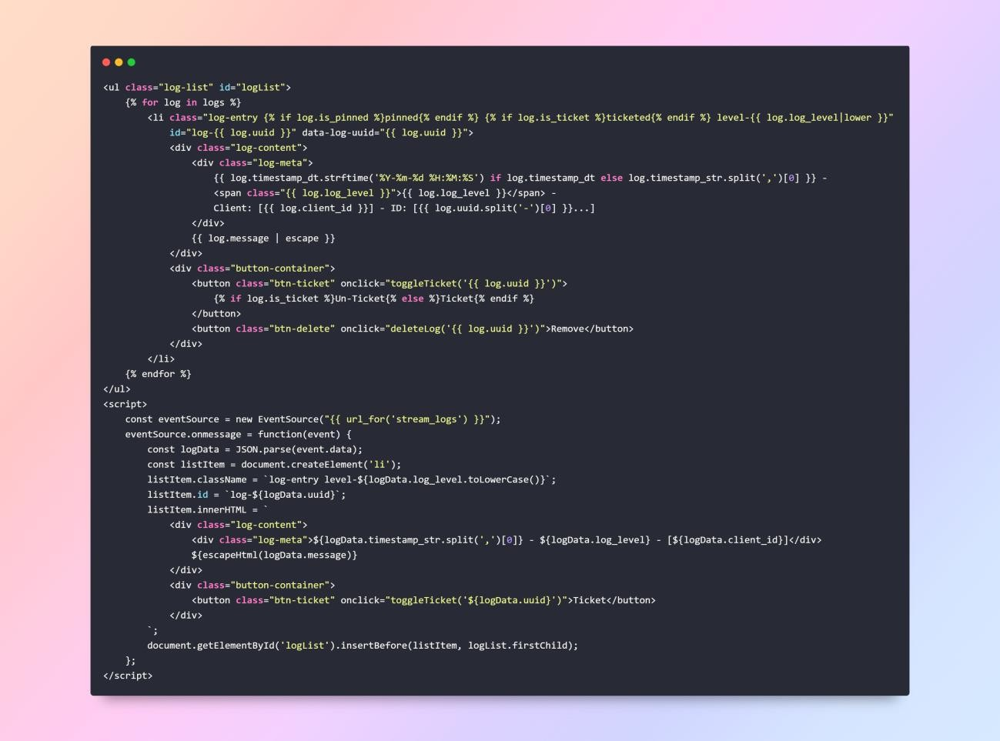 <ul class="log-list" id="logList">
    {% for log in logs %}
        <li class="log-entry {% if log.is_pinned %}pinned{% endif %} {% if log.is_ticket %}ticketed{% endif %} level-{{ log.log_level|lower }}"
            id="log-{{ log.uuid }}" data-log-uuid="{{ log.uuid }}">
            <div class="log-content">
                <div class="log-meta">
                    {{ log.timestamp_dt.strftime('%Y-%m-%d %H:%M:%S') if log.timestamp_dt else log.timestamp_str.split(',')[0] }} -
                    <span class="{{ log.log_level }}">{{ log.log_level }}</span> -
                    Client: [{{ log.client_id }}] - ID: [{{ log.uuid.split('-')[0] }}...]
                </div>
                {{ log.message | escape }}
            </div>
            <div class="button-container">
                <button class="btn-ticket" onclick="toggleTicket('{{ log.uuid }}')">
                    {% if log.is_ticket %}Un-Ticket{% else %}Ticket{% endif %}
                </button>
                <button class="btn-delete" onclick="deleteLog('{{ log.uuid }}')">Remove</button>
            </div>
        </li>
    {% endfor %}
</ul>
<script>
    const eventSource = new EventSource("{{ url_for('stream_logs') }}");
    eventSource.onmessage = function(event) {
        const logData = JSON.parse(event.data);
        const listItem = document.createElement('li');
        listItem.className = `log-entry level-${logData.log_level.toLowerCase()}`;
        listItem.id = `log-${logData.uuid}`;
        listItem.innerHTML = `
            <div class="log-content">
                <div class="log-meta">${logData.timestamp_str.split(',')[0]} - ${logData.log_level} - [${logData.client_id}]</div>
                ${escapeHtml(logData.message)}
            </div>
            <div class="button-container">
                <button class="btn-ticket" onclick="toggleTicket('${logData.uuid}')">Ticket</button>
            </div>
        `;
        document.getElementById('logList').insertBefore(listItem, logList.firstChild);
    };
</script>